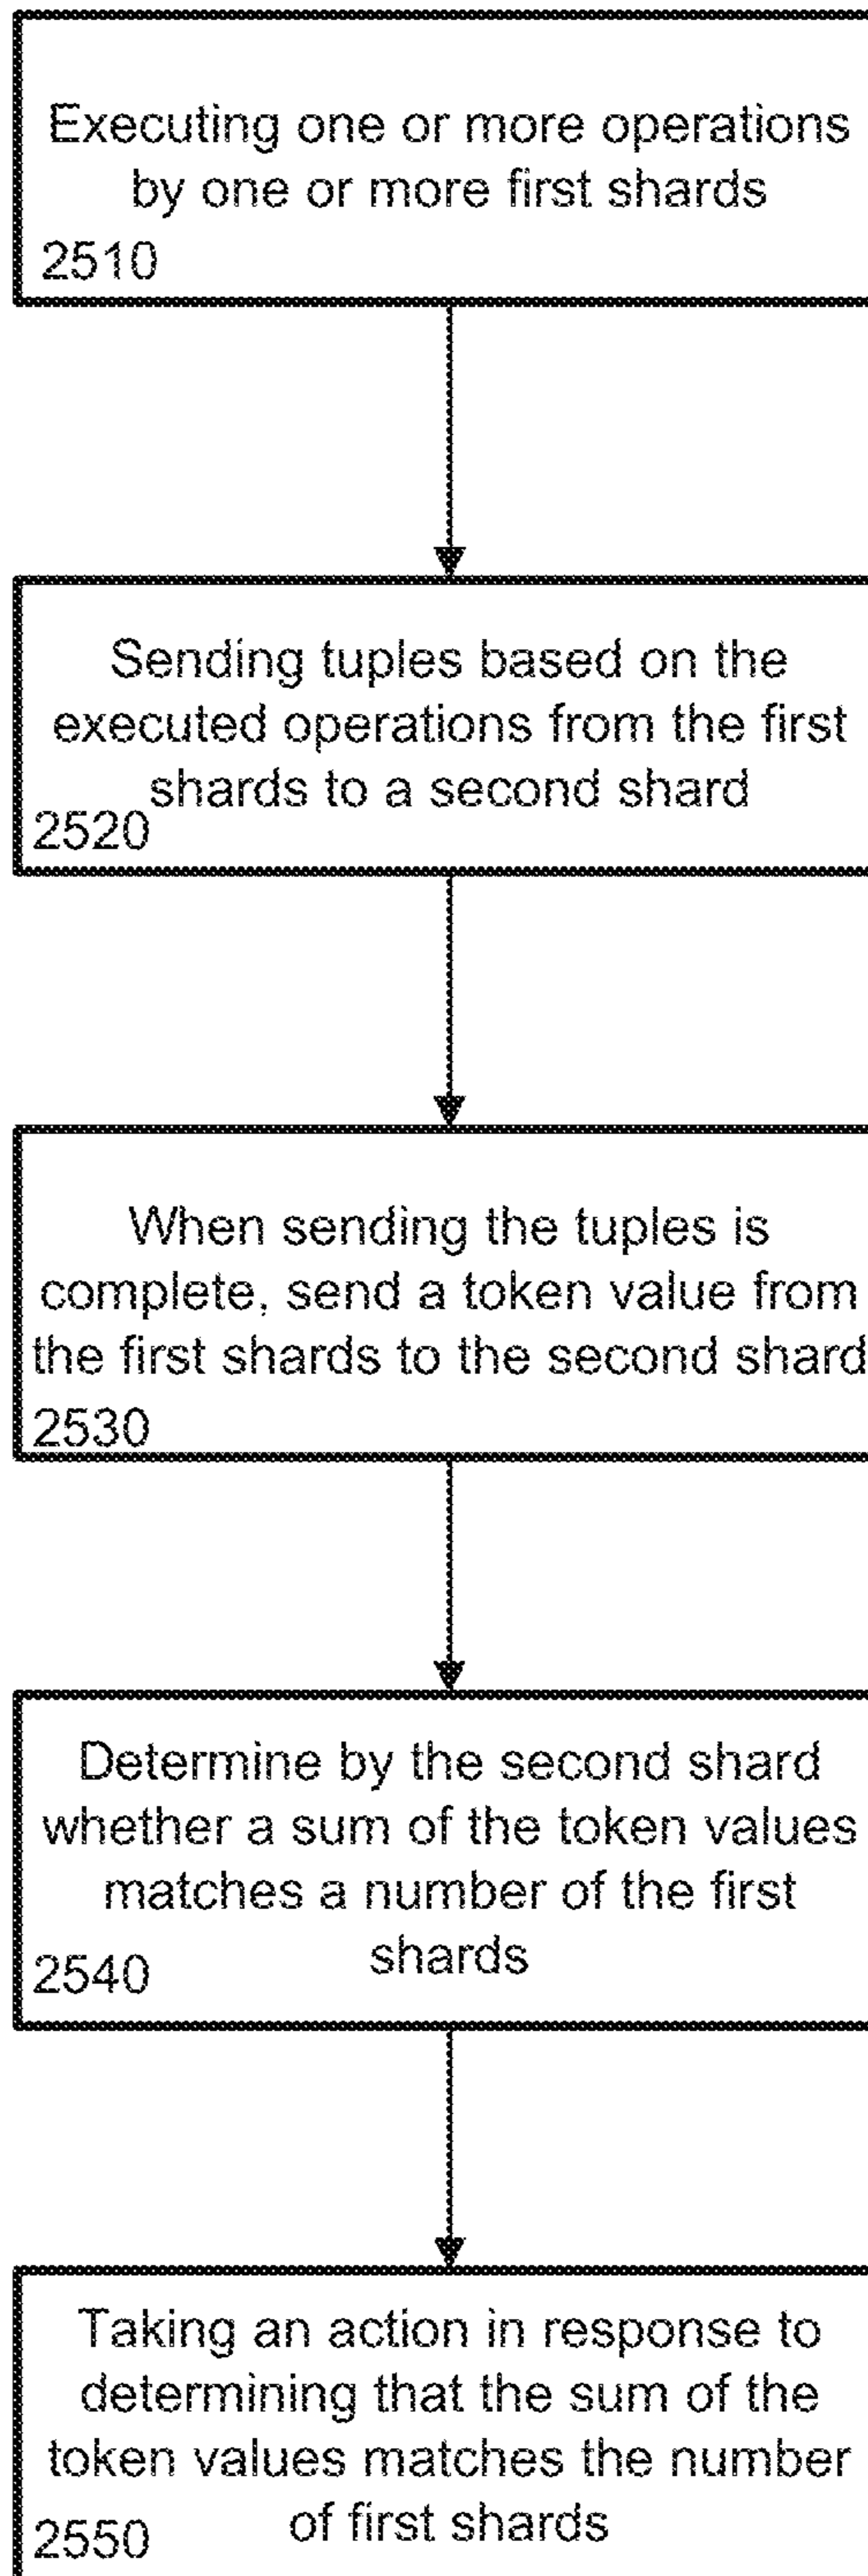 Executing one or more operations
by one or more first shards
2510
Sending tuples based on the
executed operations from the first
shards to a second shard
2520
When sending the tuples is
complete, send a token value from
the first shards to the second shard
2530
Determine by the second shard
whether a sum of the token values
matches a number of the first
shards
2540
Taking an action in response to
determining that the sum of the
token values matches the number
of first shards
2550